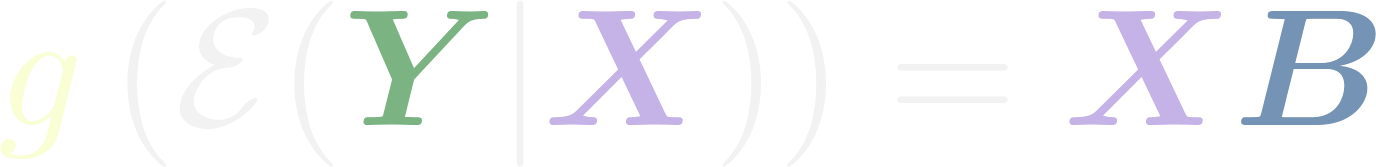 g(ℰ(Y|X)) = XB